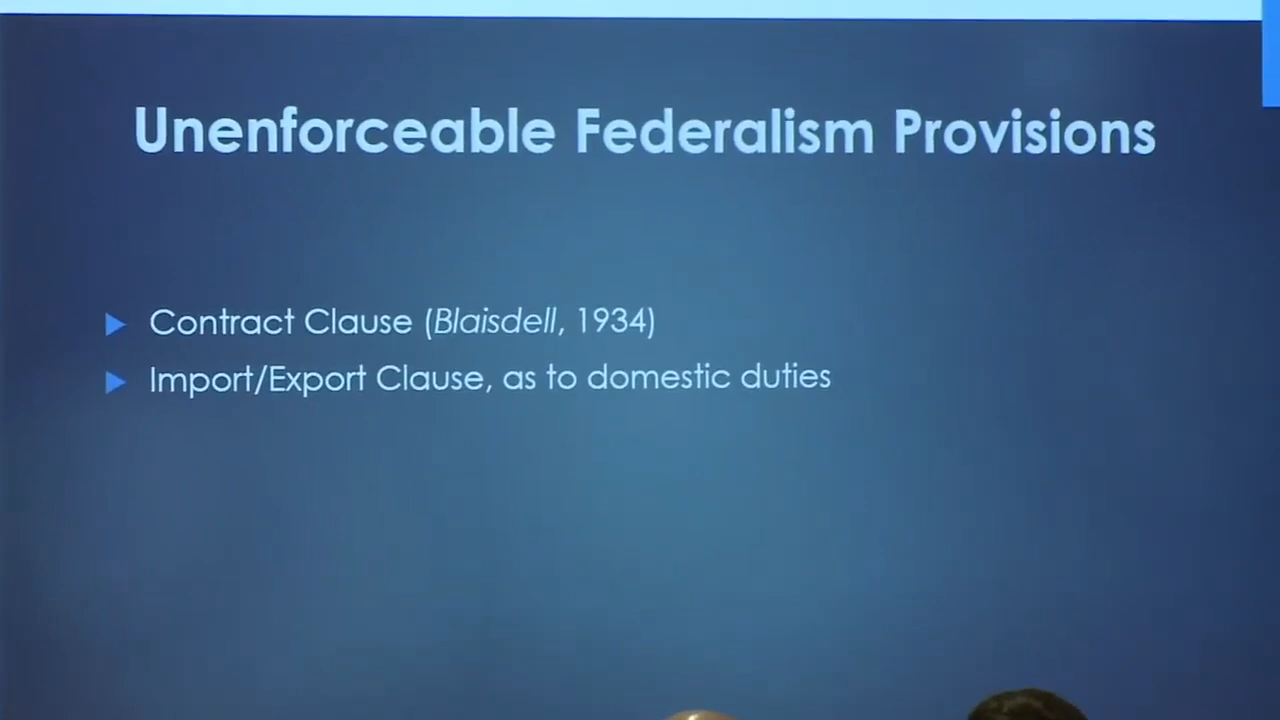 Unenforceable Federalism Provisions
Contract Clause (Blaisdell, 1934)
Import/Export Clause, as to domestic duties